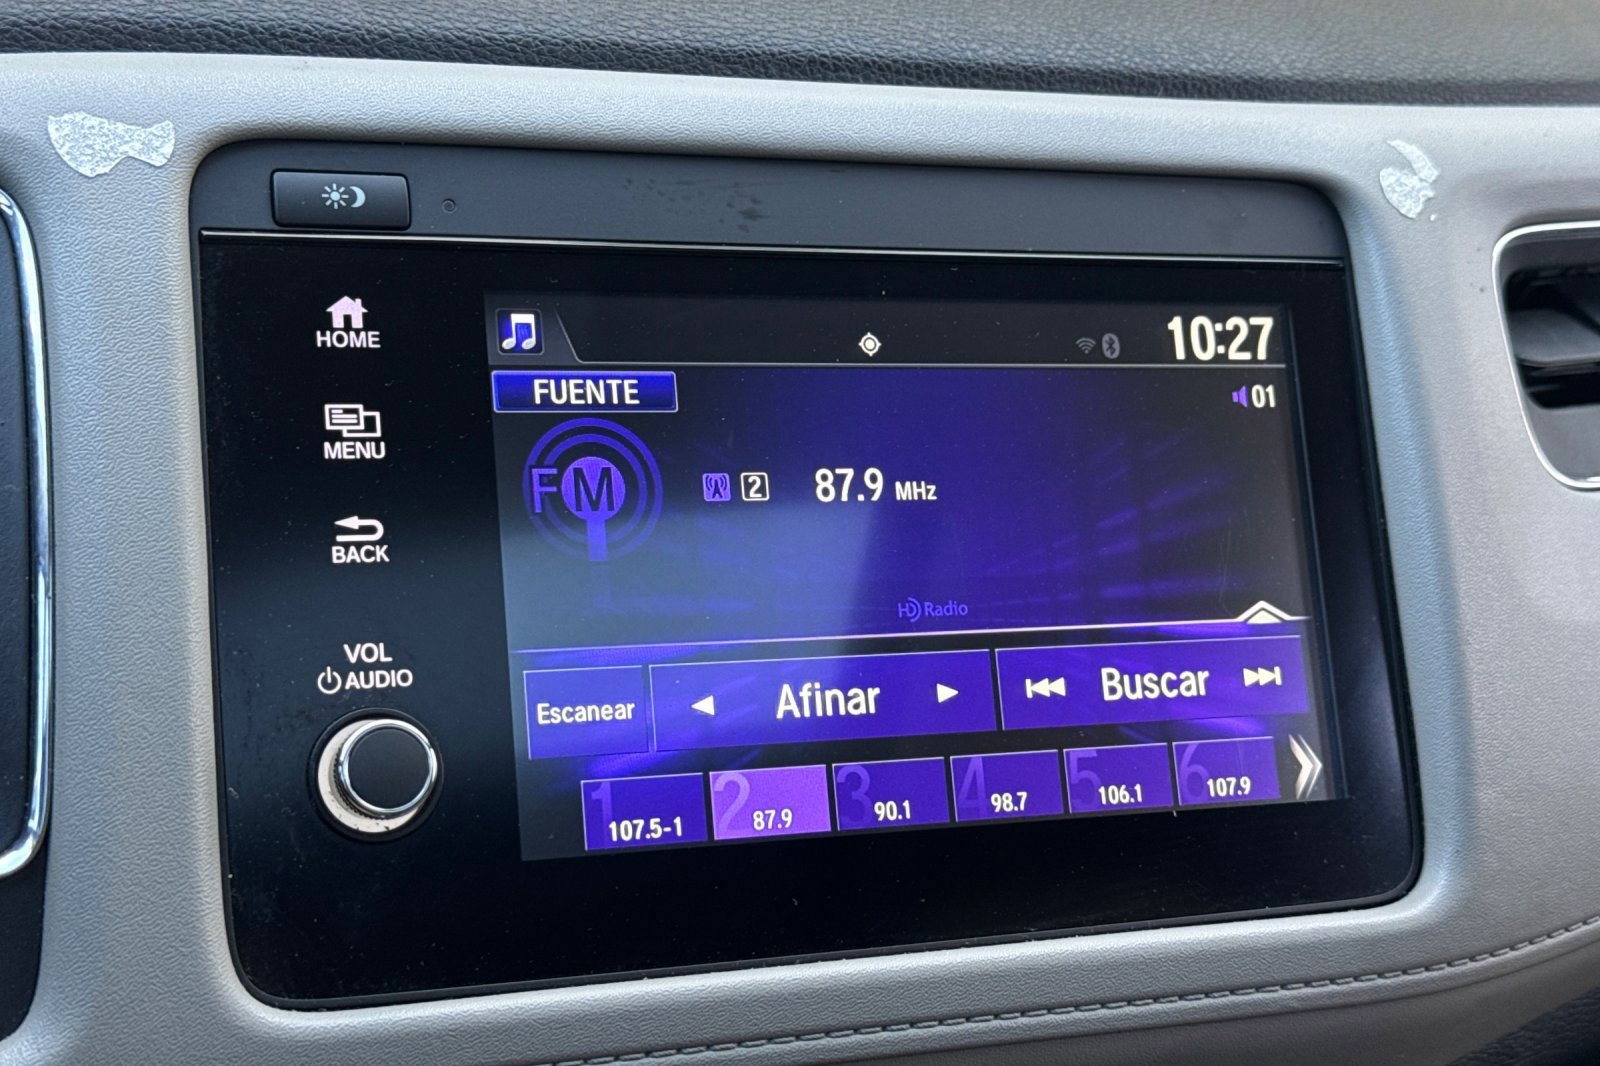 HOME
MENU
BACK
VOL
AUDIO
10:27
FUENTE
01
FM
2
87.9 MHz
HD Radio
Escanear
Afinar
Buscar
1 107.5-1
2 87.9
3 90.1
4 98.7
5 106.1
6 107.9